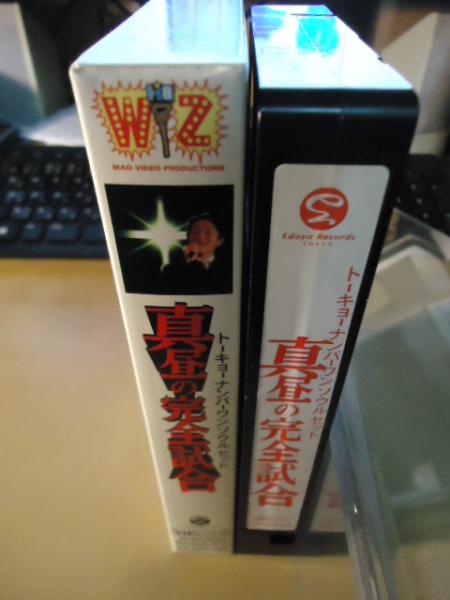 WIZ
MAD VIDEO PRODUCTIONS
トーキョーナンバーワンソウルセット
真昼の完全試合
Edoya Records
TOKYO
トーキョーナンバーワンソウルセット
真昼の完全試合